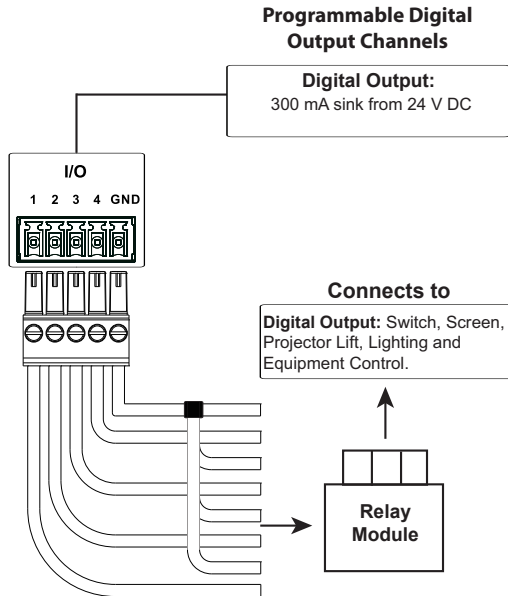 Programmable Digital
Output Channels
Digital Output:
300 mA sink from 24 V DC
I/O
1 2 3 4 GND
Connects to
Digital Output: Switch, Screen,
Projector Lift, Lighting and
Equipment Control.
Relay
Module